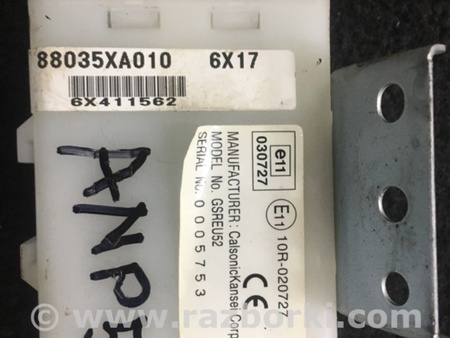 88035XA010 6X17
6X411562
ANP
MANUFACTURER : CalsonicKansei Corp
MODEL No. GSREU52
SERIAL No. 0005753
e11
030727
E11 10R-020727
CE
www.razborki.com